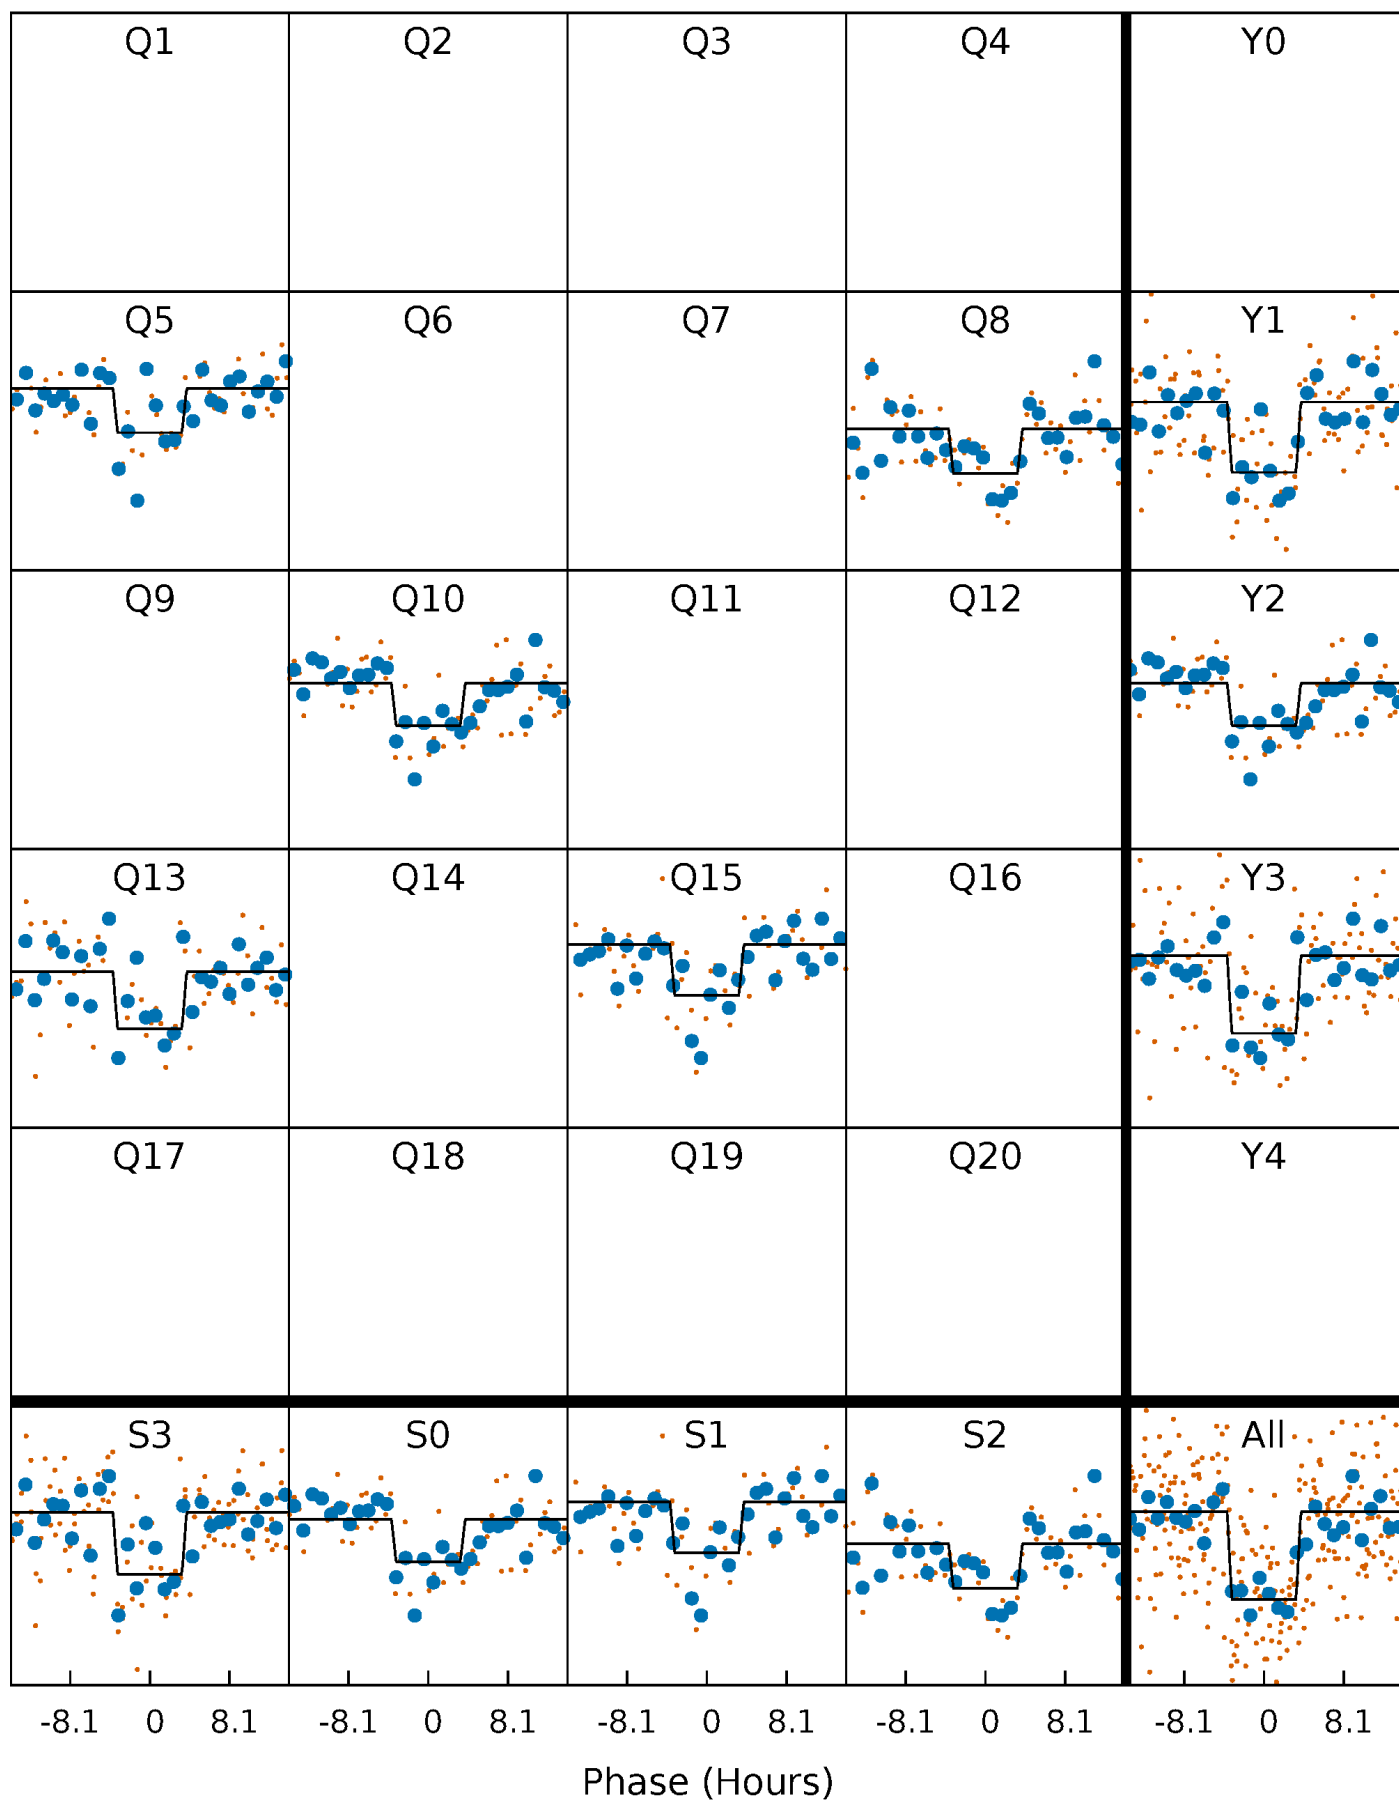 Q1 Q2 Q3 Q4 Y0
Q5 Q6 Q7 Q8 Y1
Q9 Q10 Q11 Q12 Y2
Q13 Q14 Q15 Q16 Y3
Q17 Q18 Q19 Q20 Y4
S3 S0 S1 S2 All
-8.1 0 8.1 -8.1 0 8.1 -8.1 0 8.1 -8.1 0 8.1 -8.1 0 8.1
Phase (Hours)